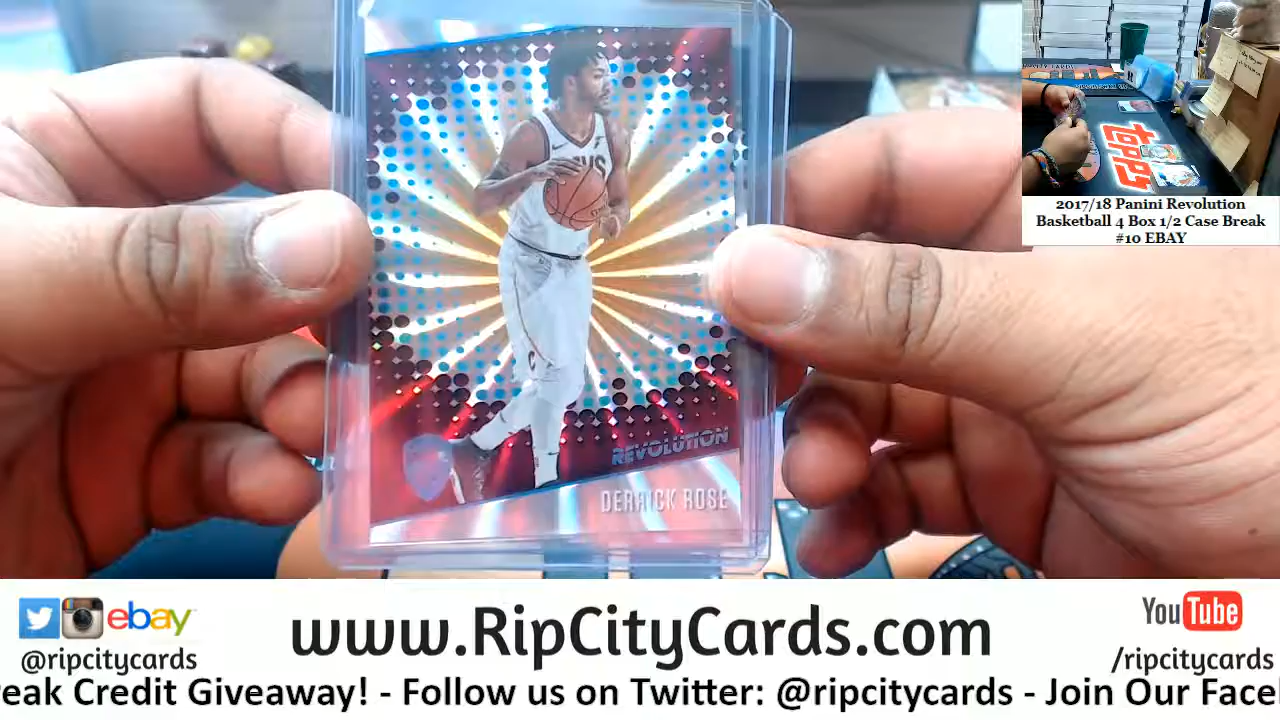 REVOLUTION
DERRICK ROSE
topps
2017/18 Panini Revolution
Basketball 4 Box 1/2 Case Break
#10 EBAY
ebay
@ripcitycards
www.RipCityCards.com
YouTube
/ripcitycards
eak Credit Giveaway! - Follow us on Twitter: @ripcitycards - Join Our Face